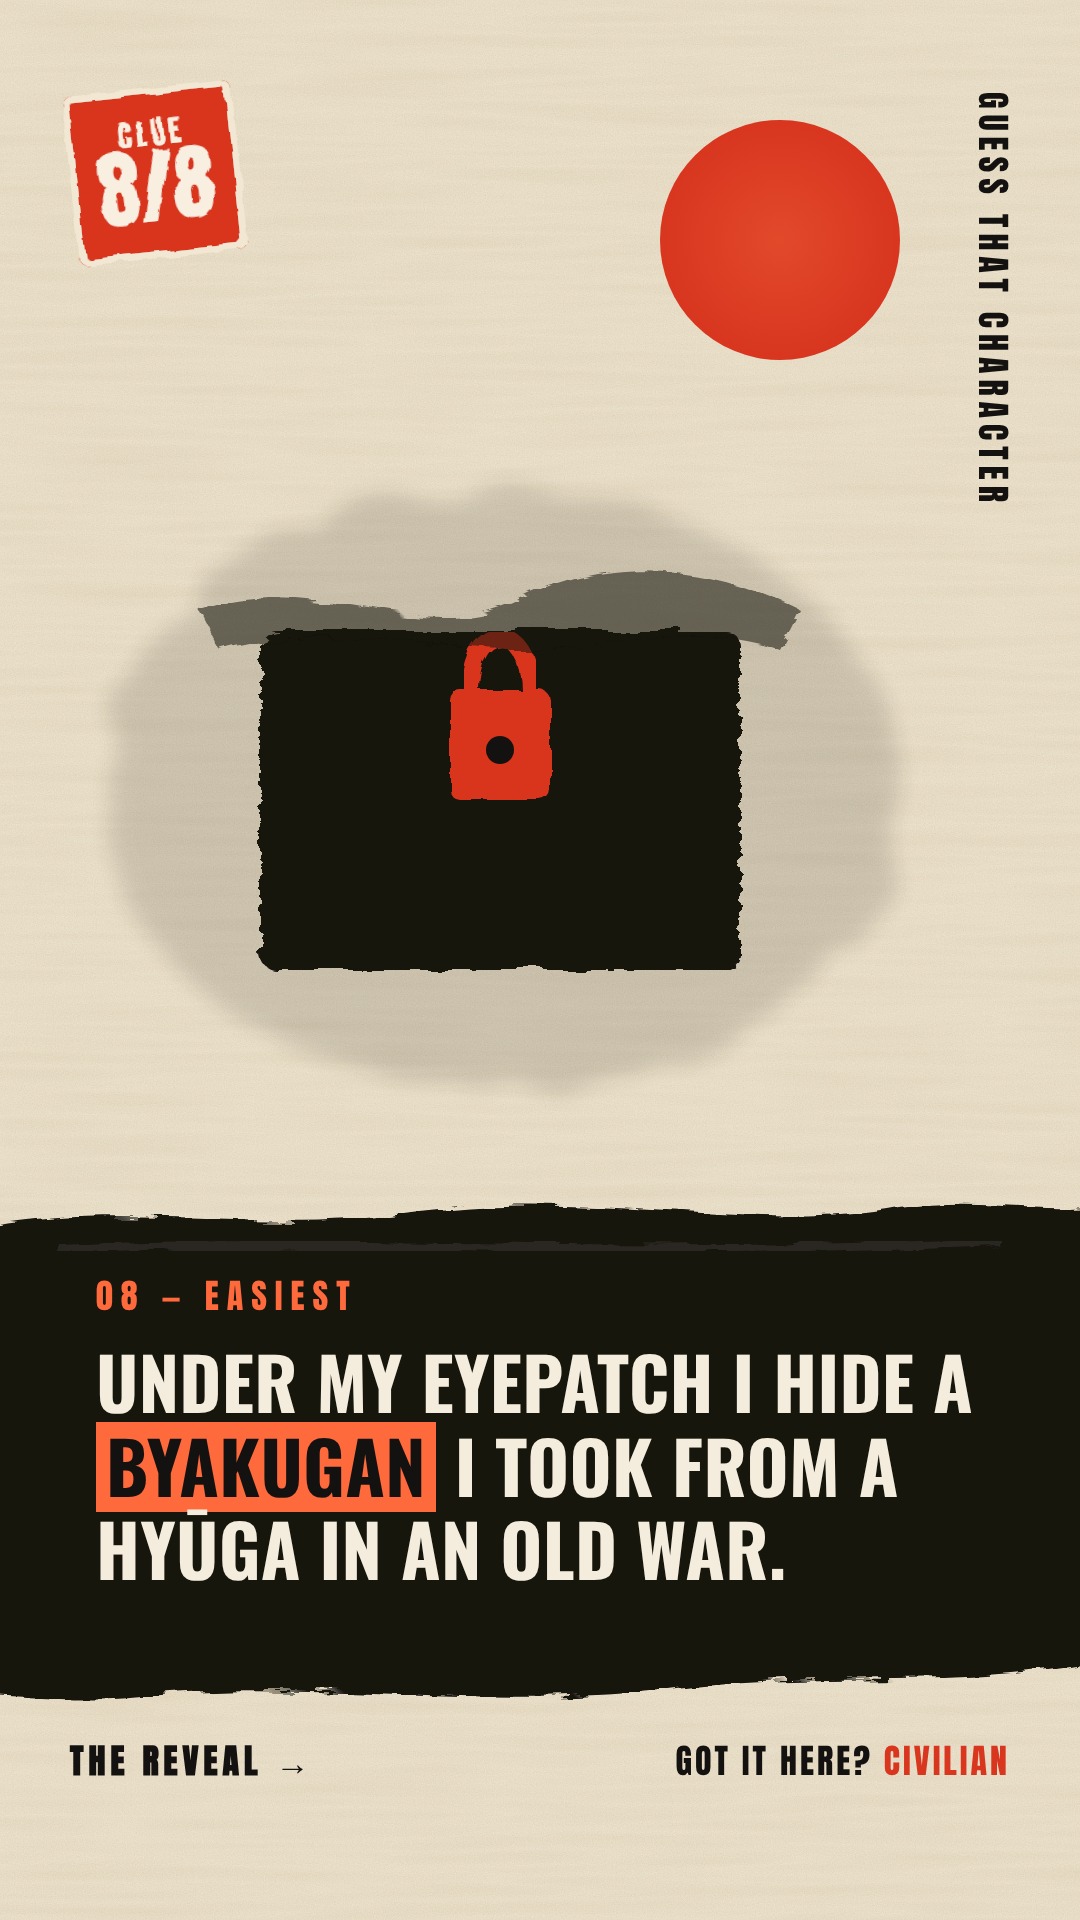 CLUE
8/8
GUESS THAT CHARACTER
08 – EASIEST
UNDER MY EYEPATCH I HIDE A
BYAKUGAN I TOOK FROM A
HYŪGA IN AN OLD WAR.
THE REVEAL →
GOT IT HERE? CIVILIAN